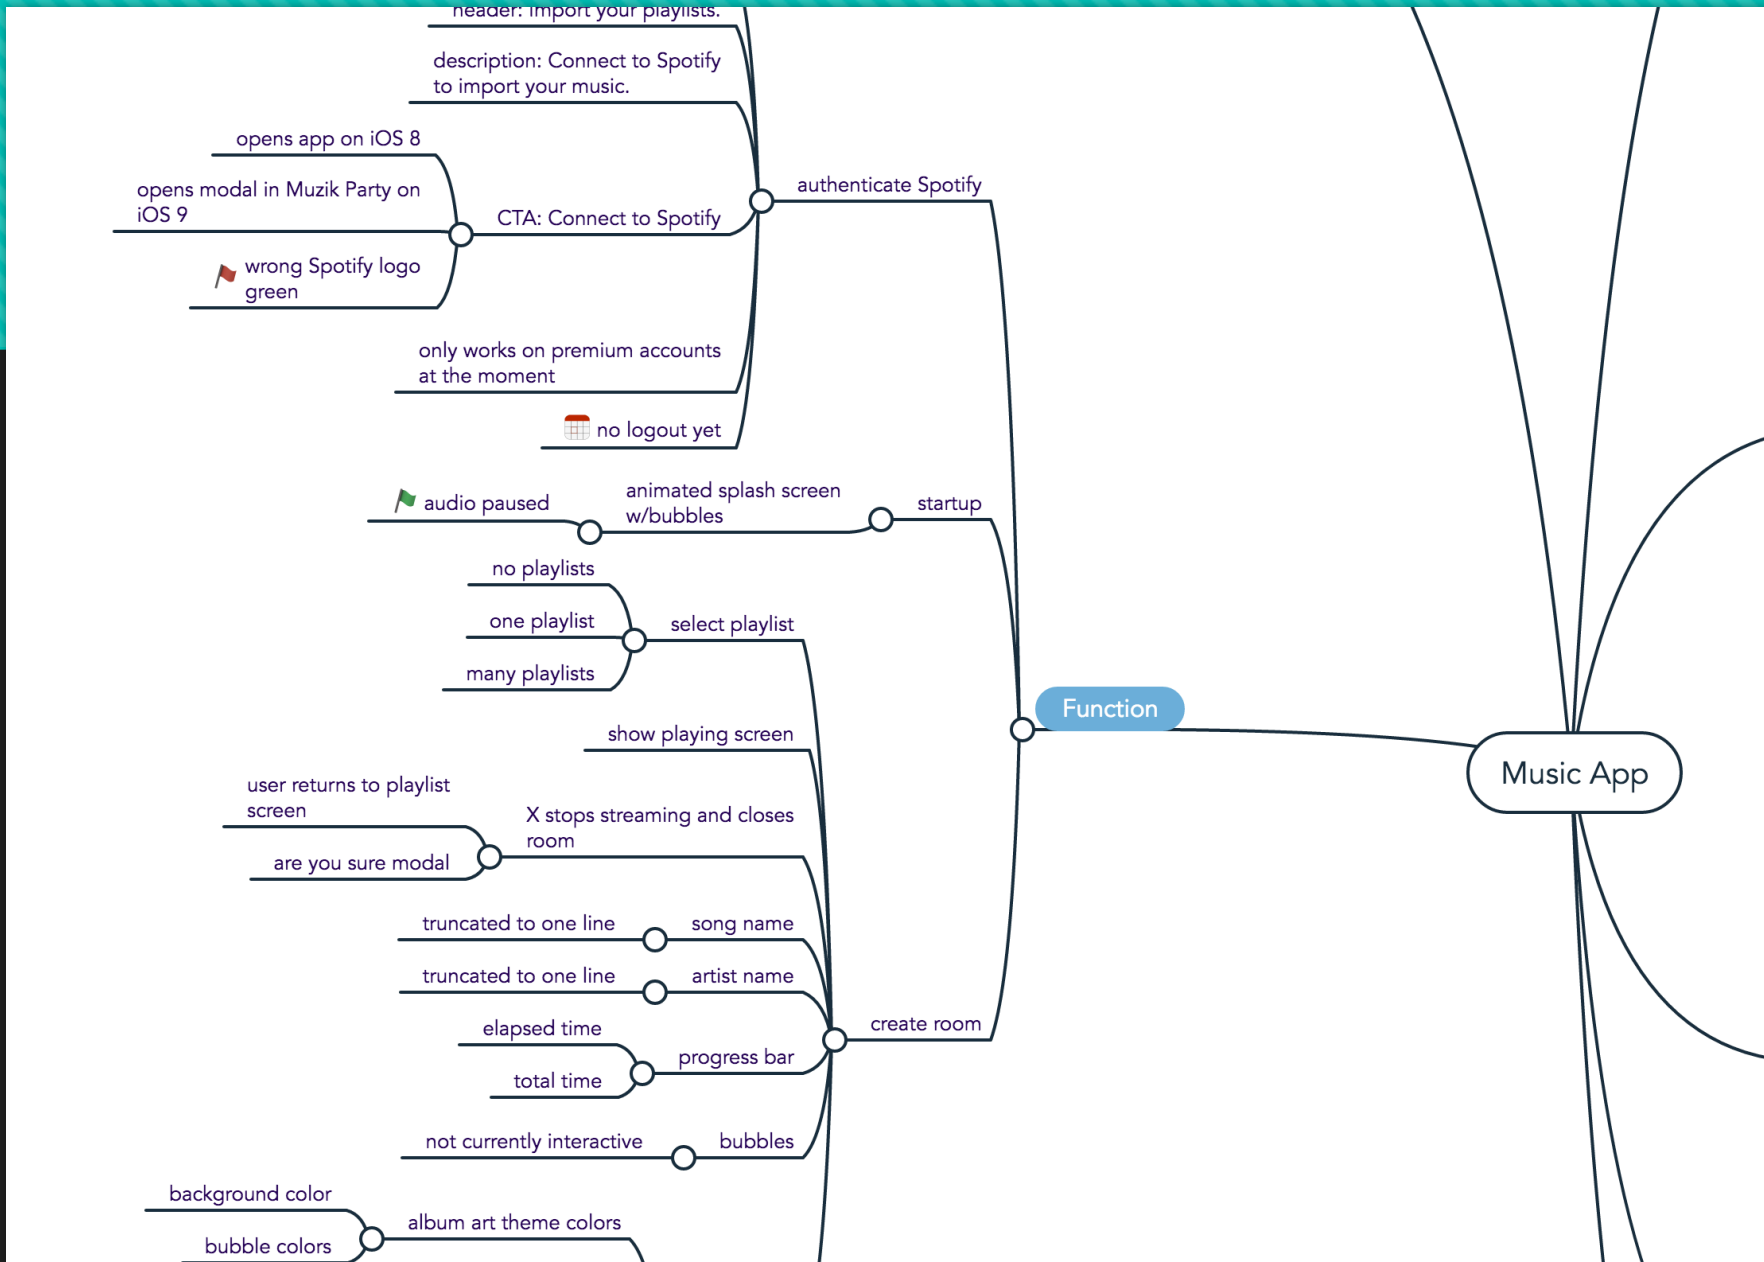 header: Import your playlists.
description: Connect to Spotify
to import your music.
opens app on iOS 8
opens modal in Muzik Party on
iOS 9
wrong Spotify logo
green
CTA: Connect to Spotify
authenticate Spotify
only works on premium accounts
at the moment
no logout yet
audio paused
animated splash screen
w/bubbles
startup
no playlists
one playlist
many playlists
select playlist
show playing screen
user returns to playlist
screen
are you sure modal
X stops streaming and closes
room
truncated to one line
song name
truncated to one line
artist name
elapsed time
total time
progress bar
create room
not currently interactive
bubbles
background color
bubble colors
album art theme colors
Function
Music App